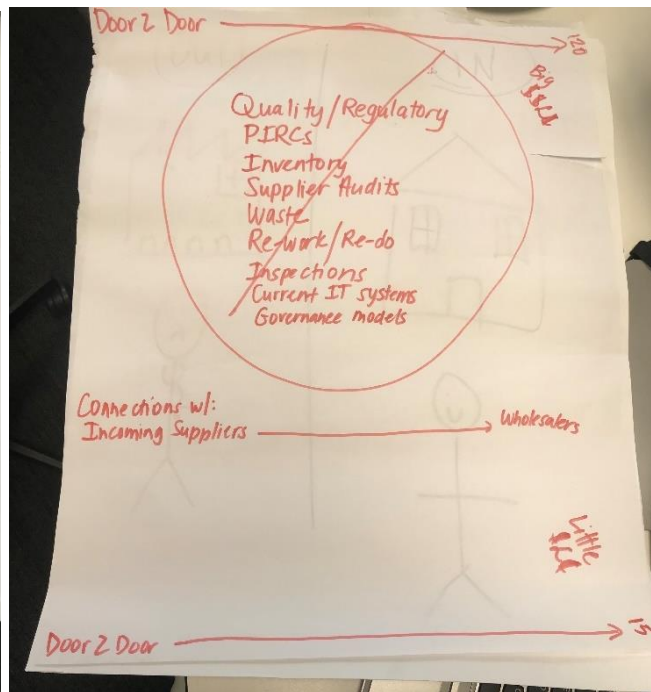 Door 2 Door
120
Big
$$££
Quality/Regulatory
PIRCs
Inventory
Supplier Audits
Waste
Re-work/Re-do
Inspections
Current IT systems
Governance models
Connections w/:
Incoming Suppliers
Wholesalers
Little
Door 2 Door
15